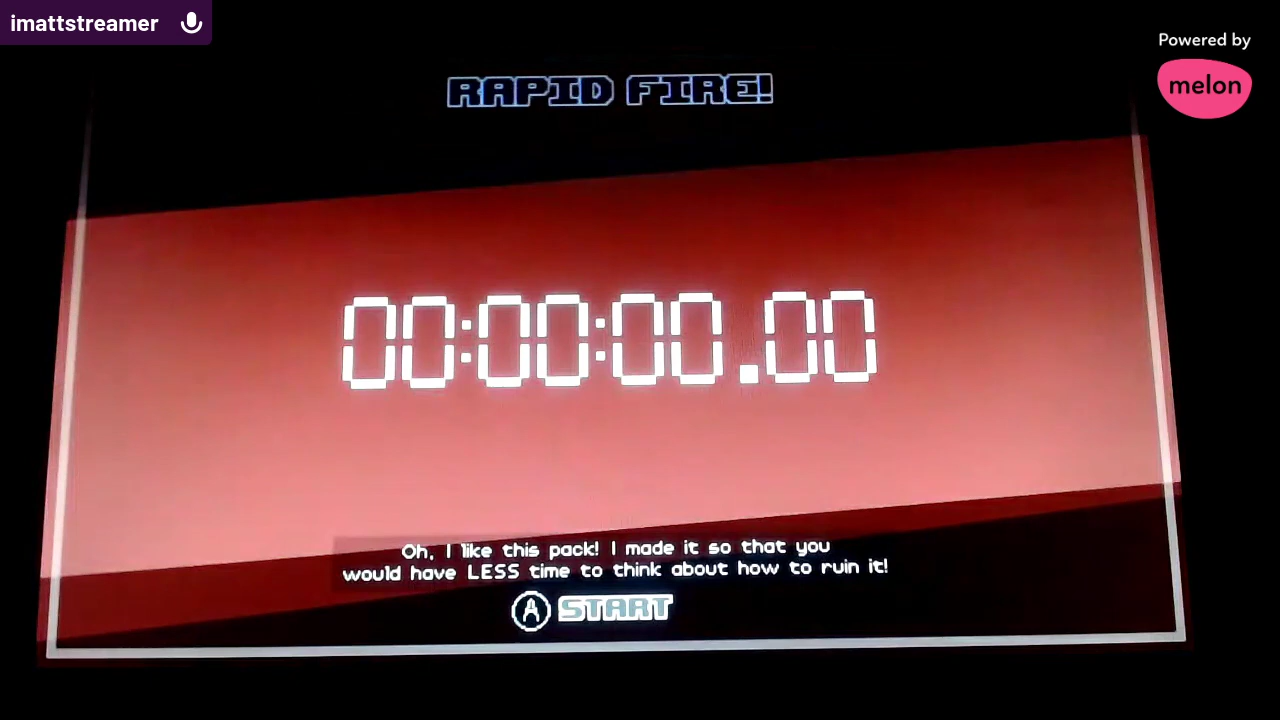 imattstreamer
Powered by
melon
RAPID FIRE!
00:00:00.00
Oh, I like this pack! I made it so that you
would have LESS time to think about how to ruin it!
A START